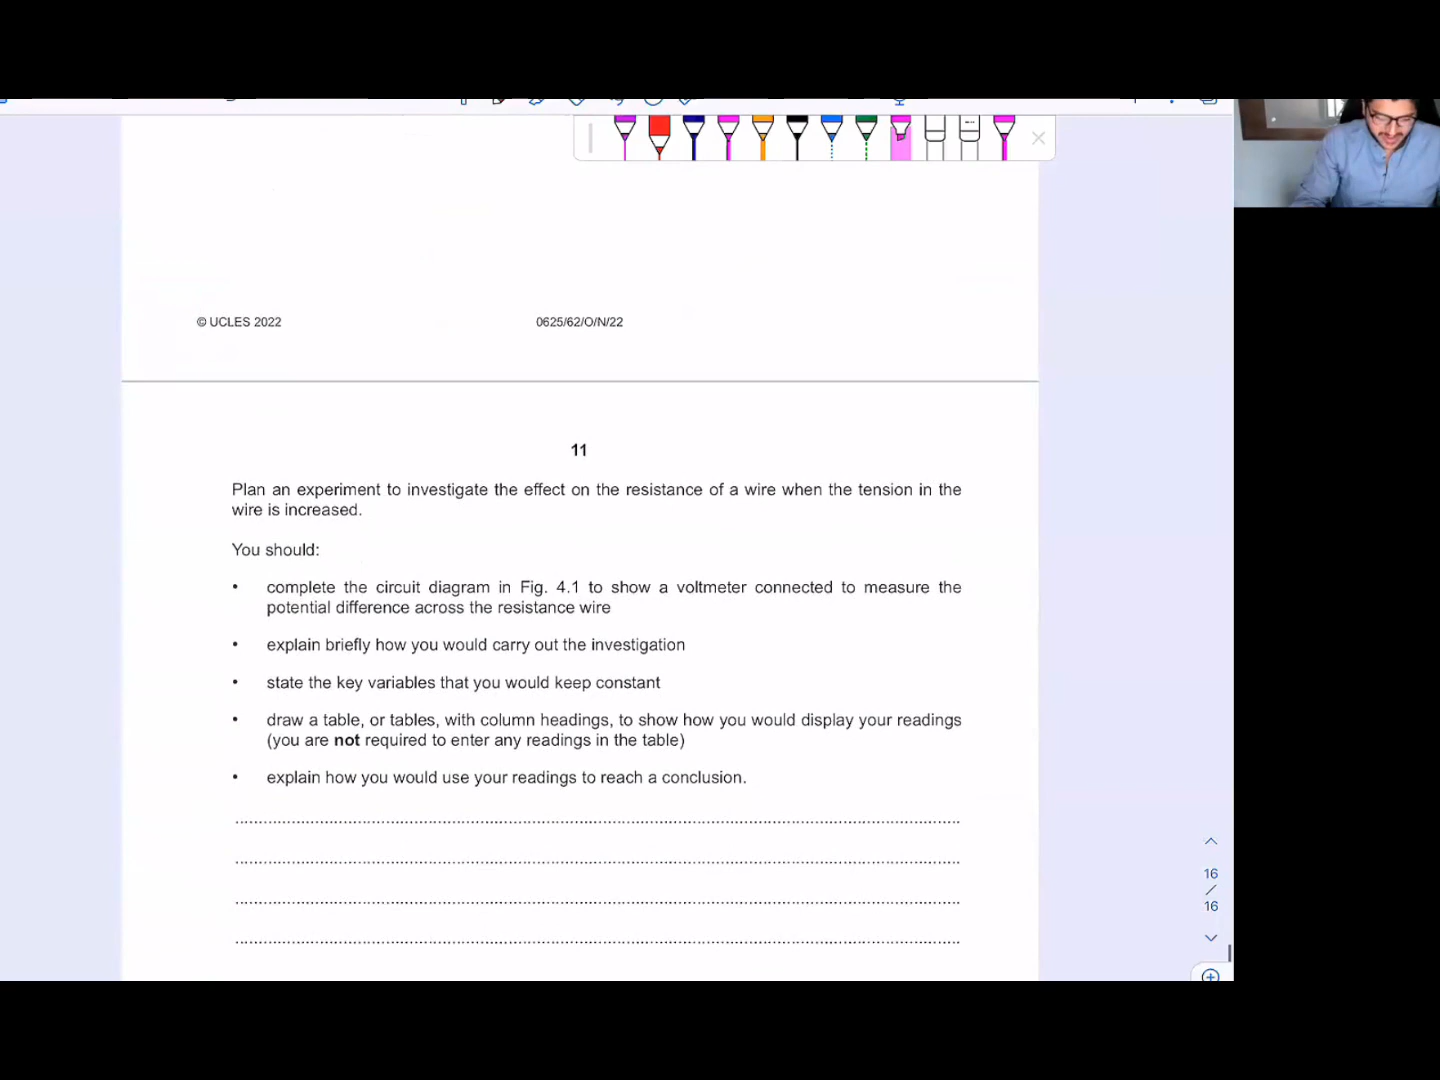 © UCLES 2022
0625/62/O/N/22
11
Plan an experiment to investigate the effect on the resistance of a wire when the tension in the
wire is increased.
You should:
• complete the circuit diagram in Fig. 4.1 to show a voltmeter connected to measure the
potential difference across the resistance wire
• explain briefly how you would carry out the investigation
• state the key variables that you would keep constant
• draw a table, or tables, with column headings, to show how you would display your readings
(you are not required to enter any readings in the table)
• explain how you would use your readings to reach a conclusion.
16
/
16